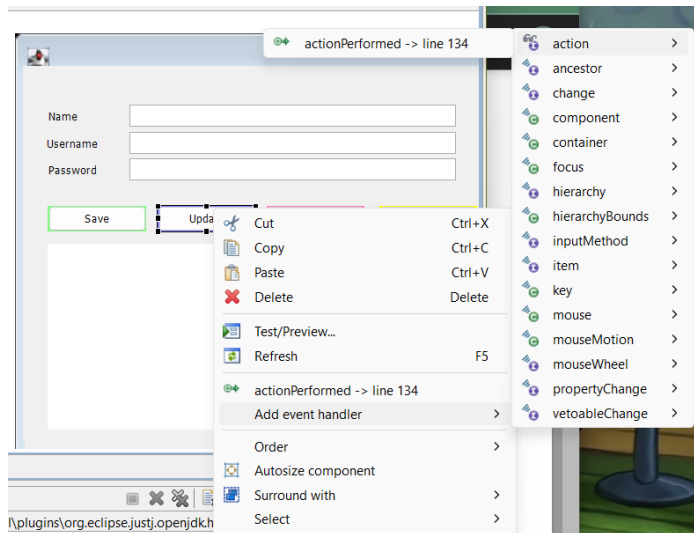 actionPerformed -> line 134
action
ancestor
change
component
container
focus
hierarchy
hierarchyBounds
inputMethod
item
key
mouse
mouseMotion
mouseWheel
propertyChange
vetoableChange
Name
Username
Password
Save
Upda
Cut Ctrl+X
Copy Ctrl+C
Paste Ctrl+V
Delete Delete
Test/Preview...
Refresh F5
actionPerformed -> line 134
Add event handler
Order
Autosize component
Surround with
Select
l\plugins\org.eclipse.justj.openjdk.h